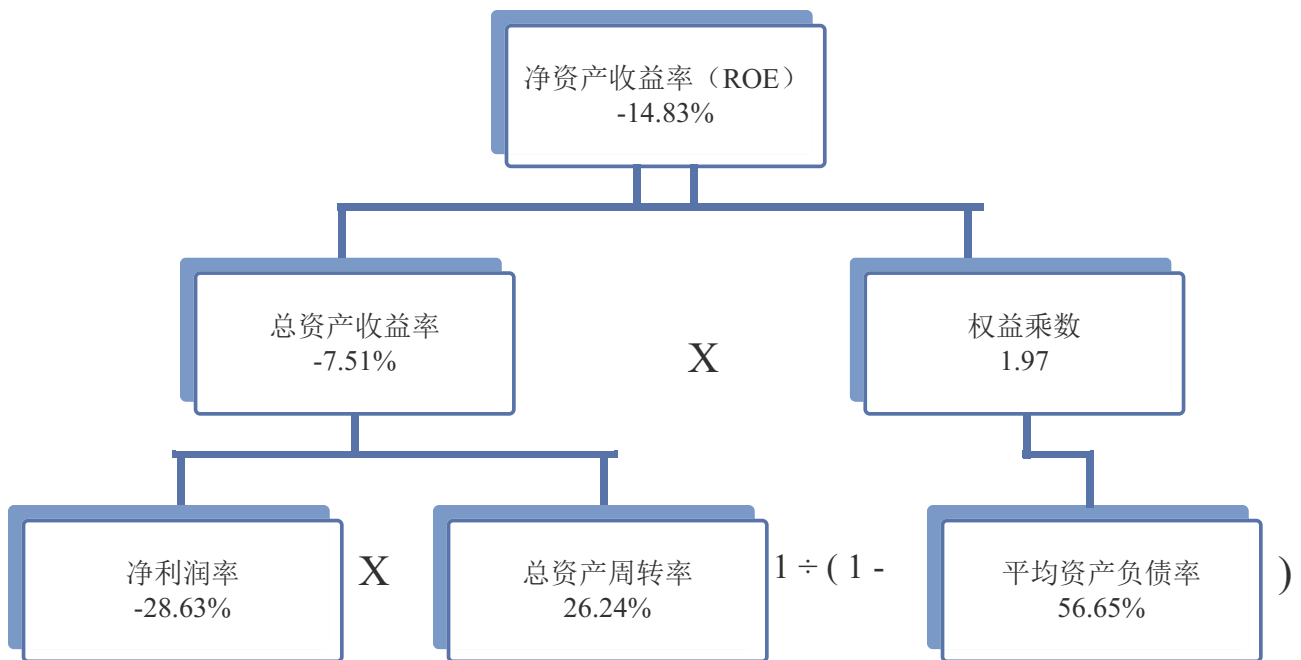 净资产收益率（ROE）
-14.83%
总资产收益率
-7.51%
X
权益乘数
1.97
净利润率
-28.63%
X
总资产周转率
26.24%
1 ÷ ( 1 -
平均资产负债率
56.65%
)